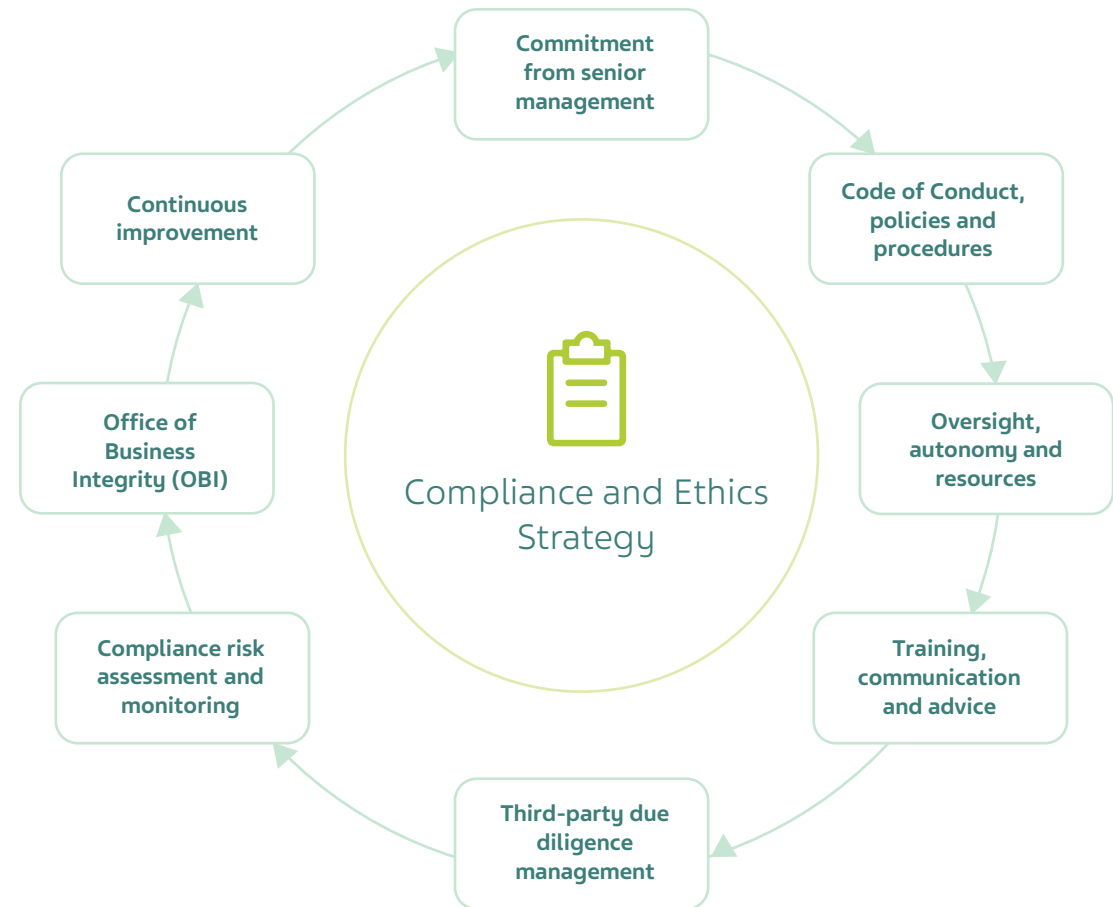 Commitment
from senior
management
Code of Conduct,
policies and
procedures
Oversight,
autonomy and
resources
Training,
communication
and advice
Third-party due
diligence
management
Compliance risk
assessment and
monitoring
Office of
Business
Integrity (OBI)
Continuous
improvement
Compliance and Ethics
Strategy